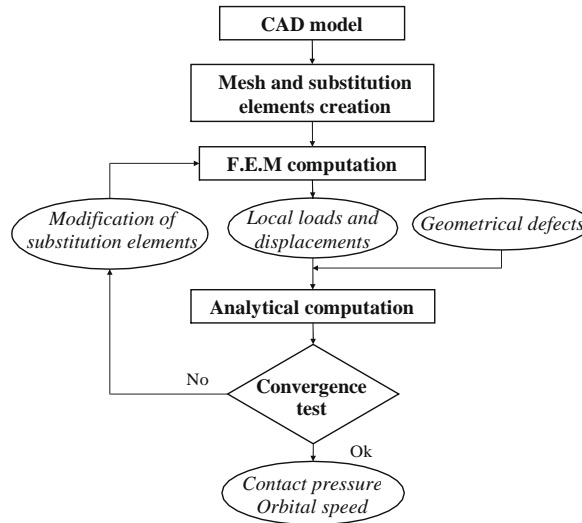 CAD model
Mesh and substitution
elements creation
F.E.M computation
Modification of
substitution elements
Local loads and
displacements
Geometrical defects
Analytical computation
No
Convergence
test
Ok
Contact pressure
Orbital speed